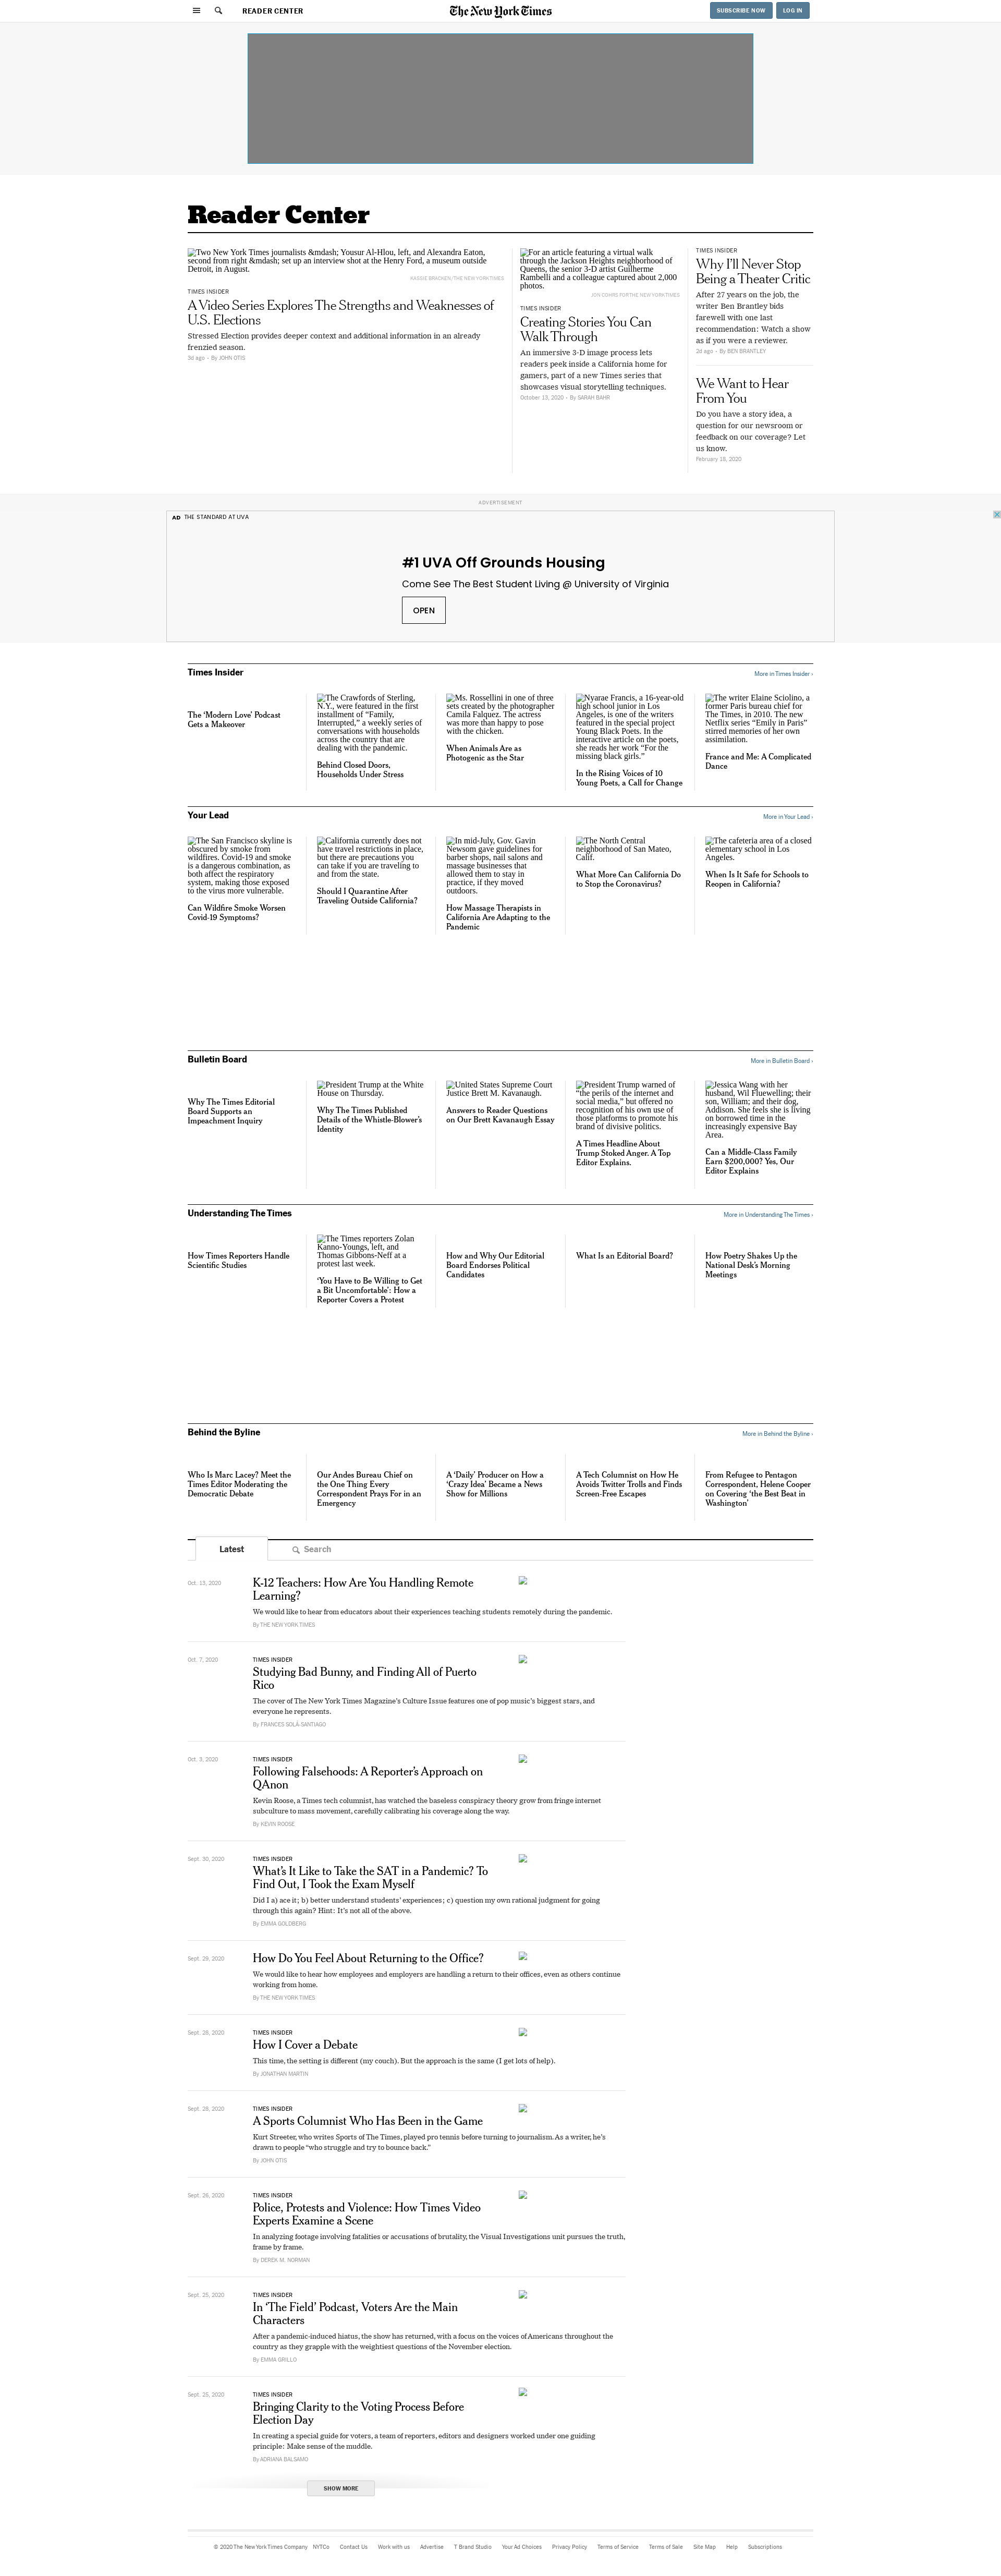 READER CENTER
The New York Times
SUBSCRIBE NOW
LOG IN
Reader Center
Two New York Times journalists &mdash; Yousur Al-Hlou, left, and Alexandra Eaton,
second from right &mdash; set up an interview shot at the Henry Ford, a museum outside
Detroit, in August.
KASSIE BRACKEN/THE NEW YORK TIMES
TIMES INSIDER
A Video Series Explores The Strengths and Weaknesses of
U.S. Elections
Stressed Election provides deeper context and additional information in an already
frenzied season.
3d ago - By JOHN OTIS
For an article featuring a virtual walk
through the Jackson Heights neighborhood of
Queens, the senior 3-D artist Guilherme
Rambelli and a colleague captured about 2,000
photos.
JON COHRS FOR THE NEW YORK TIMES
TIMES INSIDER
Creating Stories You Can
Walk Through
An immersive 3-D image process lets
readers peek inside a California home for
gamers, part of a new Times series that
showcases visual storytelling techniques.
October 13, 2020 - By SARAH BAHR
TIMES INSIDER
Why I’ll Never Stop
Being a Theater Critic
After 27 years on the job, the
writer Ben Brantley bids
farewell with one last
recommendation: Watch a show
as if you were a reviewer.
2d ago - By BEN BRANTLEY
We Want to Hear
From You
Do you have a story idea, a
question for our newsroom or
feedback on our coverage? Let
us know.
February 18, 2020
ADVERTISEMENT
AD THE STANDARD AT UVA
#1 UVA Off Grounds Housing
Come See The Best Student Living @ University of Virginia
OPEN
Times Insider
More in Times Insider ›
The ‘Modern Love’ Podcast
Gets a Makeover
The Crawfords of Sterling,
N.Y., were featured in the first
installment of “Family,
Interrupted,” a weekly series of
conversations with households
across the country that are
dealing with the pandemic.
Behind Closed Doors,
Households Under Stress
Ms. Rossellini in one of three
sets created by the photographer
Camila Falquez. The actress
was more than happy to pose
with the chicken.
When Animals Are as
Photogenic as the Star
Nyarae Francis, a 16-year-old
high school junior in Los
Angeles, is one of the writers
featured in the special project
Young Black Poets. In the
interactive article on the poets,
she reads her work “For the
missing black girls.”
In the Rising Voices of 10
Young Poets, a Call for Change
The writer Elaine Sciolino, a
former Paris bureau chief for
The Times, in 2010. The new
Netflix series “Emily in Paris”
stirred memories of her own
assimilation.
France and Me: A Complicated
Dance
Your Lead
More in Your Lead ›
The San Francisco skyline is
obscured by smoke from
wildfires. Covid-19 and smoke
is a dangerous combination, as
both affect the respiratory
system, making those exposed
to the virus more vulnerable.
Can Wildfire Smoke Worsen
Covid-19 Symptoms?
California currently does not
have travel restrictions in place,
but there are precautions you
can take if you are traveling to
and from the state.
Should I Quarantine After
Traveling Outside California?
In mid-July, Gov. Gavin
Newsom gave guidelines for
barber shops, nail salons and
massage businesses that
allowed them to stay in
practice, if they moved
outdoors.
How Massage Therapists in
California Are Adapting to the
Pandemic
The North Central
neighborhood of San Mateo,
Calif.
What More Can California Do
to Stop the Coronavirus?
The cafeteria area of a closed
elementary school in Los
Angeles.
When Is It Safe for Schools to
Reopen in California?
Bulletin Board
More in Bulletin Board ›
Why The Times Editorial
Board Supports an
Impeachment Inquiry
President Trump at the White
House on Thursday.
Why The Times Published
Details of the Whistle-Blower’s
Identity
United States Supreme Court
Justice Brett M. Kavanaugh.
Answers to Reader Questions
on Our Brett Kavanaugh Essay
President Trump warned of
“the perils of the internet and
social media,” but offered no
recognition of his own use of
those platforms to promote his
brand of divisive politics.
A Times Headline About
Trump Stoked Anger. A Top
Editor Explains.
Jessica Wang with her
husband, Wil Fluewelling; their
son, William; and their dog,
Addison. She feels she is living
on borrowed time in the
increasingly expensive Bay
Area.
Can a Middle-Class Family
Earn $200,000? Yes, Our
Editor Explains
Understanding The Times
More in Understanding The Times ›
How Times Reporters Handle
Scientific Studies
The Times reporters Zolan
Kanno-Youngs, left, and
Thomas Gibbons-Neff at a
protest last week.
‘You Have to Be Willing to Get
a Bit Uncomfortable’: How a
Reporter Covers a Protest
How and Why Our Editorial
Board Endorses Political
Candidates
What Is an Editorial Board?
How Poetry Shakes Up the
National Desk’s Morning
Meetings
Behind the Byline
More in Behind the Byline ›
Who Is Marc Lacey? Meet the
Times Editor Moderating the
Democratic Debate
Our Andes Bureau Chief on
the One Thing Every
Correspondent Prays For in an
Emergency
A ‘Daily’ Producer on How a
‘Crazy Idea’ Became a News
Show for Millions
A Tech Columnist on How He
Avoids Twitter Trolls and Finds
Screen-Free Escapes
From Refugee to Pentagon
Correspondent, Helene Cooper
on Covering ‘the Best Beat in
Washington’
Latest
Search
Oct. 13, 2020
K-12 Teachers: How Are You Handling Remote
Learning?
We would like to hear from educators about their experiences teaching students remotely during the pandemic.
By THE NEW YORK TIMES
Oct. 7, 2020
TIMES INSIDER
Studying Bad Bunny, and Finding All of Puerto
Rico
The cover of The New York Times Magazine’s Culture Issue features one of pop music’s biggest stars, and
everyone he represents.
By FRANCES SOLÁ-SANTIAGO
Oct. 3, 2020
TIMES INSIDER
Following Falsehoods: A Reporter’s Approach on
QAnon
Kevin Roose, a Times tech columnist, has watched the baseless conspiracy theory grow from fringe internet
subculture to mass movement, carefully calibrating his coverage along the way.
By KEVIN ROOSE
Sept. 30, 2020
TIMES INSIDER
What’s It Like to Take the SAT in a Pandemic? To
Find Out, I Took the Exam Myself
Did I a) ace it; b) better understand students’ experiences; c) question my own rational judgment for going
through this again? Hint: It’s not all of the above.
By EMMA GOLDBERG
Sept. 29, 2020
How Do You Feel About Returning to the Office?
We would like to hear how employees and employers are handling a return to their offices, even as others continue
working from home.
By THE NEW YORK TIMES
Sept. 28, 2020
TIMES INSIDER
How I Cover a Debate
This time, the setting is different (my couch). But the approach is the same (I get lots of help).
By JONATHAN MARTIN
Sept. 28, 2020
TIMES INSIDER
A Sports Columnist Who Has Been in the Game
Kurt Streeter, who writes Sports of The Times, played pro tennis before turning to journalism. As a writer, he’s
drawn to people “who struggle and try to bounce back.”
By JOHN OTIS
Sept. 26, 2020
TIMES INSIDER
Police, Protests and Violence: How Times Video
Experts Examine a Scene
In analyzing footage involving fatalities or accusations of brutality, the Visual Investigations unit pursues the truth,
frame by frame.
By DEREK M. NORMAN
Sept. 25, 2020
TIMES INSIDER
In ‘The Field’ Podcast, Voters Are the Main
Characters
After a pandemic-induced hiatus, the show has returned, with a focus on the voices of Americans throughout the
country as they grapple with the weightiest questions of the November election.
By EMMA GRILLO
Sept. 25, 2020
TIMES INSIDER
Bringing Clarity to the Voting Process Before
Election Day
In creating a special guide for voters, a team of reporters, editors and designers worked under one guiding
principle: Make sense of the muddle.
By ADRIANA BALSAMO
SHOW MORE
© 2020 The New York Times Company NYTCo Contact Us Work with us Advertise T Brand Studio Your Ad Choices Privacy Policy Terms of Service Terms of Sale Site Map Help Subscriptions